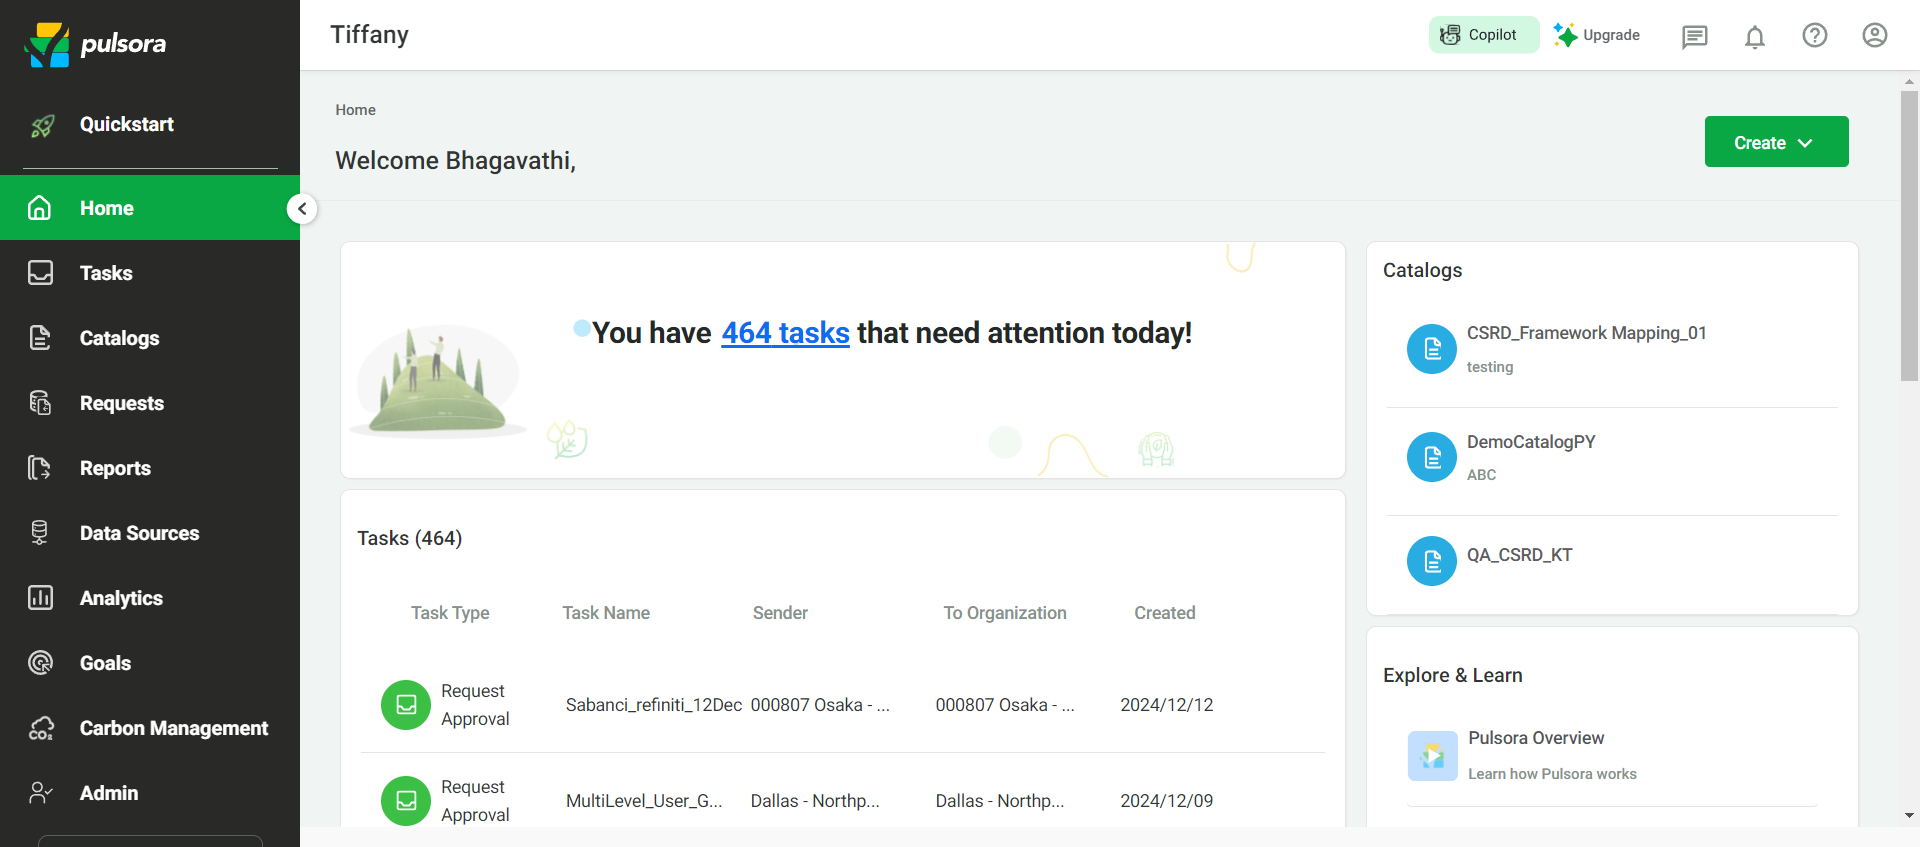 pulsora
Quickstart
Home
Tasks
Catalogs
Requests
Reports
Data Sources
Analytics
Goals
Carbon Management
Admin
Tiffany
Copilot
Upgrade
Home
Welcome Bhagavathi,
Create
You have 464 tasks that need attention today!
Tasks (464)
Task Type Task Name Sender To Organization Created
Request Approval Sabanci_refiniti_12Dec 000807 Osaka - ... 000807 Osaka - ... 2024/12/12
Request Approval MultiLevel_User_G... Dallas - Northp... Dallas - Northp... 2024/12/09
Catalogs
CSRD_Framework Mapping_01
testing
DemoCatalogPY
ABC
QA_CSRD_KT
Explore & Learn
Pulsora Overview
Learn how Pulsora works